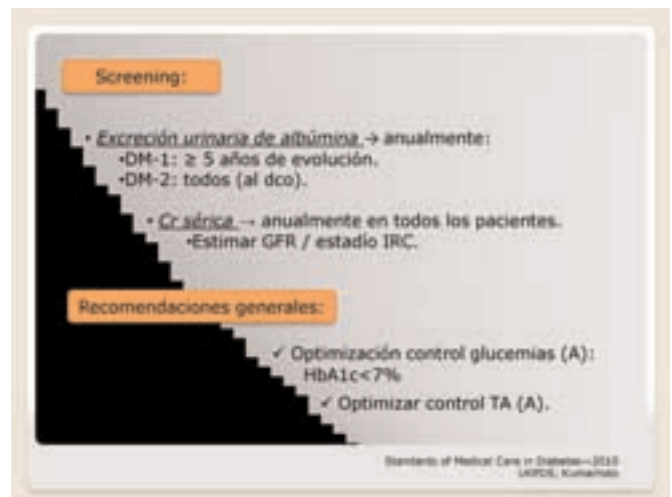 Screening:
• Excreción urinaria de albúmina → anualmente:
•DM-1: ≥ 5 años de evolución.
•DM-2: todos (al dco).
• Cr sérica → anualmente en todos los pacientes.
•Estimar GFR / estadío IRC.
Recomendaciones generales:
✓ Optimización control glucemias (A):
HbA1c<7%
✓ Optimizar control TA (A).
Standards of Medical Care in Diabetes—2010
UKPDS, Kumamoto